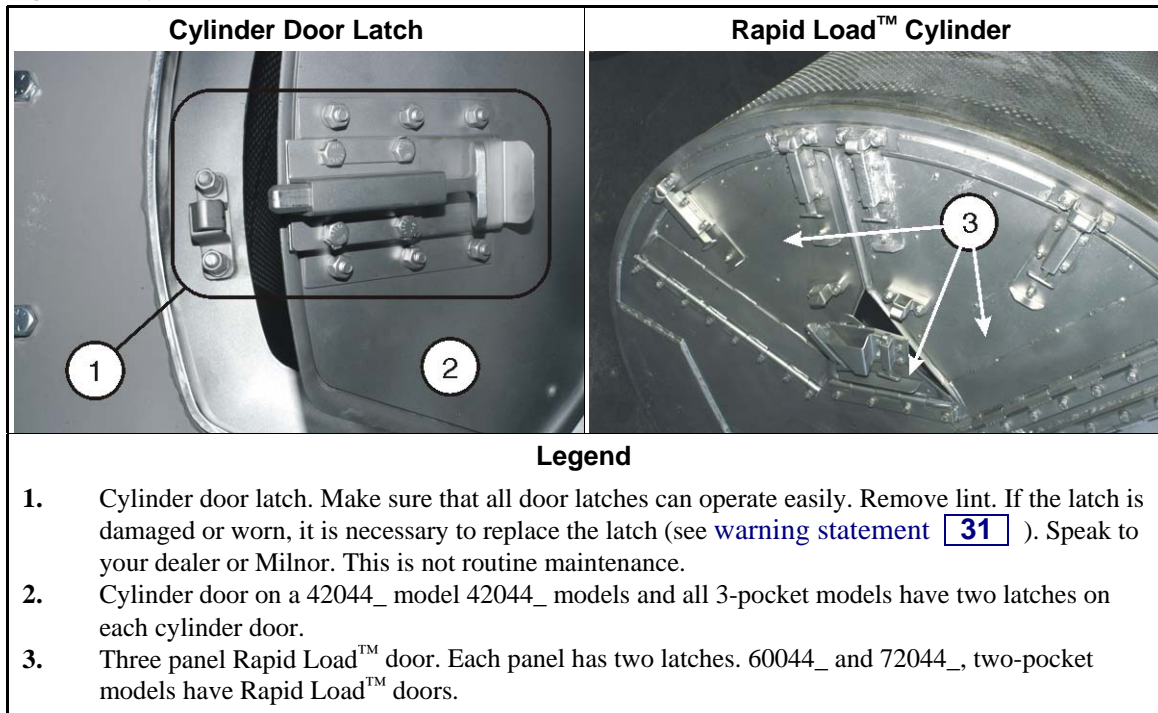 Cylinder Door Latch
Rapid Load™ Cylinder
1
2
3
Legend
1. Cylinder door latch. Make sure that all door latches can operate easily. Remove lint. If the latch is
damaged or worn, it is necessary to replace the latch (see warning statement 31 ). Speak to
your dealer or Milnor. This is not routine maintenance.
2. Cylinder door on a 42044_ model 42044_ models and all 3-pocket models have two latches on
each cylinder door.
3. Three panel Rapid Load™ door. Each panel has two latches. 60044_ and 72044_, two-pocket
models have Rapid Load™ doors.